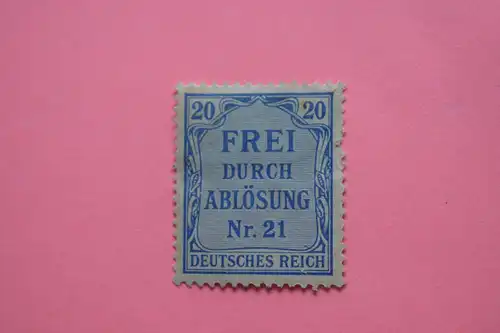 20 20
FREI
DURCH
ABLÖSUNG
Nr. 21
DEUTSCHES REICH